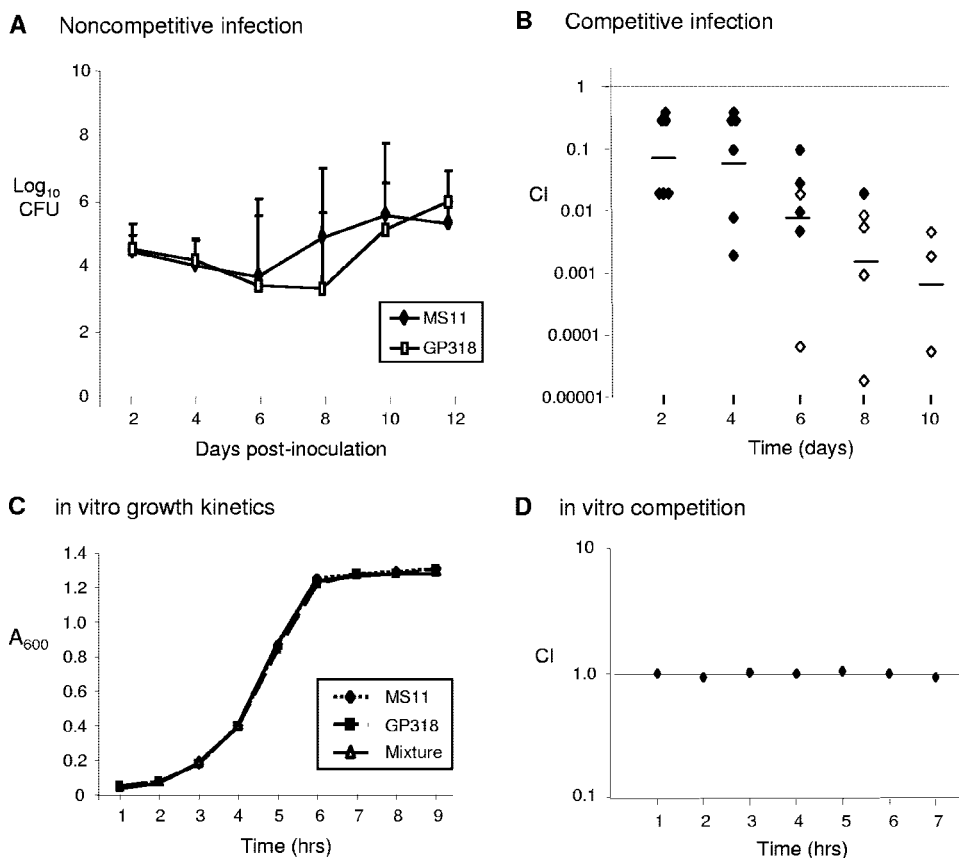 A Noncompetitive infection
10
8
6
4
2
0
Log10
CFU
MS11
GP318
2 4 6 8 10 12
Days post-inoculation
B Competitive infection
1
0.1
0.01
0.001
0.0001
0.00001
CI
2 4 6 8 10
Time (days)
C in vitro growth kinetics
1.4
1.2
1.0
0.8
0.6
0.4
0.2
0
A600
MS11
GP318
Mixture
1 2 3 4 5 6 7 8 9
Time (hrs)
D in vitro competition
10
1.0
0.1
CI
1 2 3 4 5 6 7
Time (hrs)